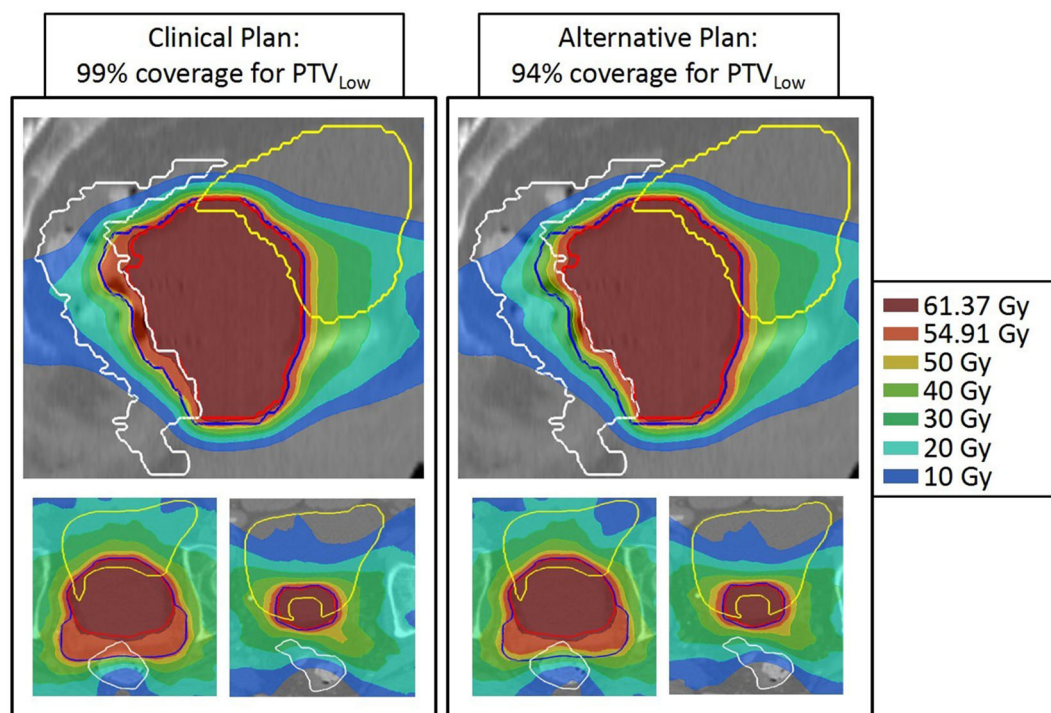 Clinical Plan:
99% coverage for PTVLow
Alternative Plan:
94% coverage for PTVLow
61.37 Gy
54.91 Gy
50 Gy
40 Gy
30 Gy
20 Gy
10 Gy